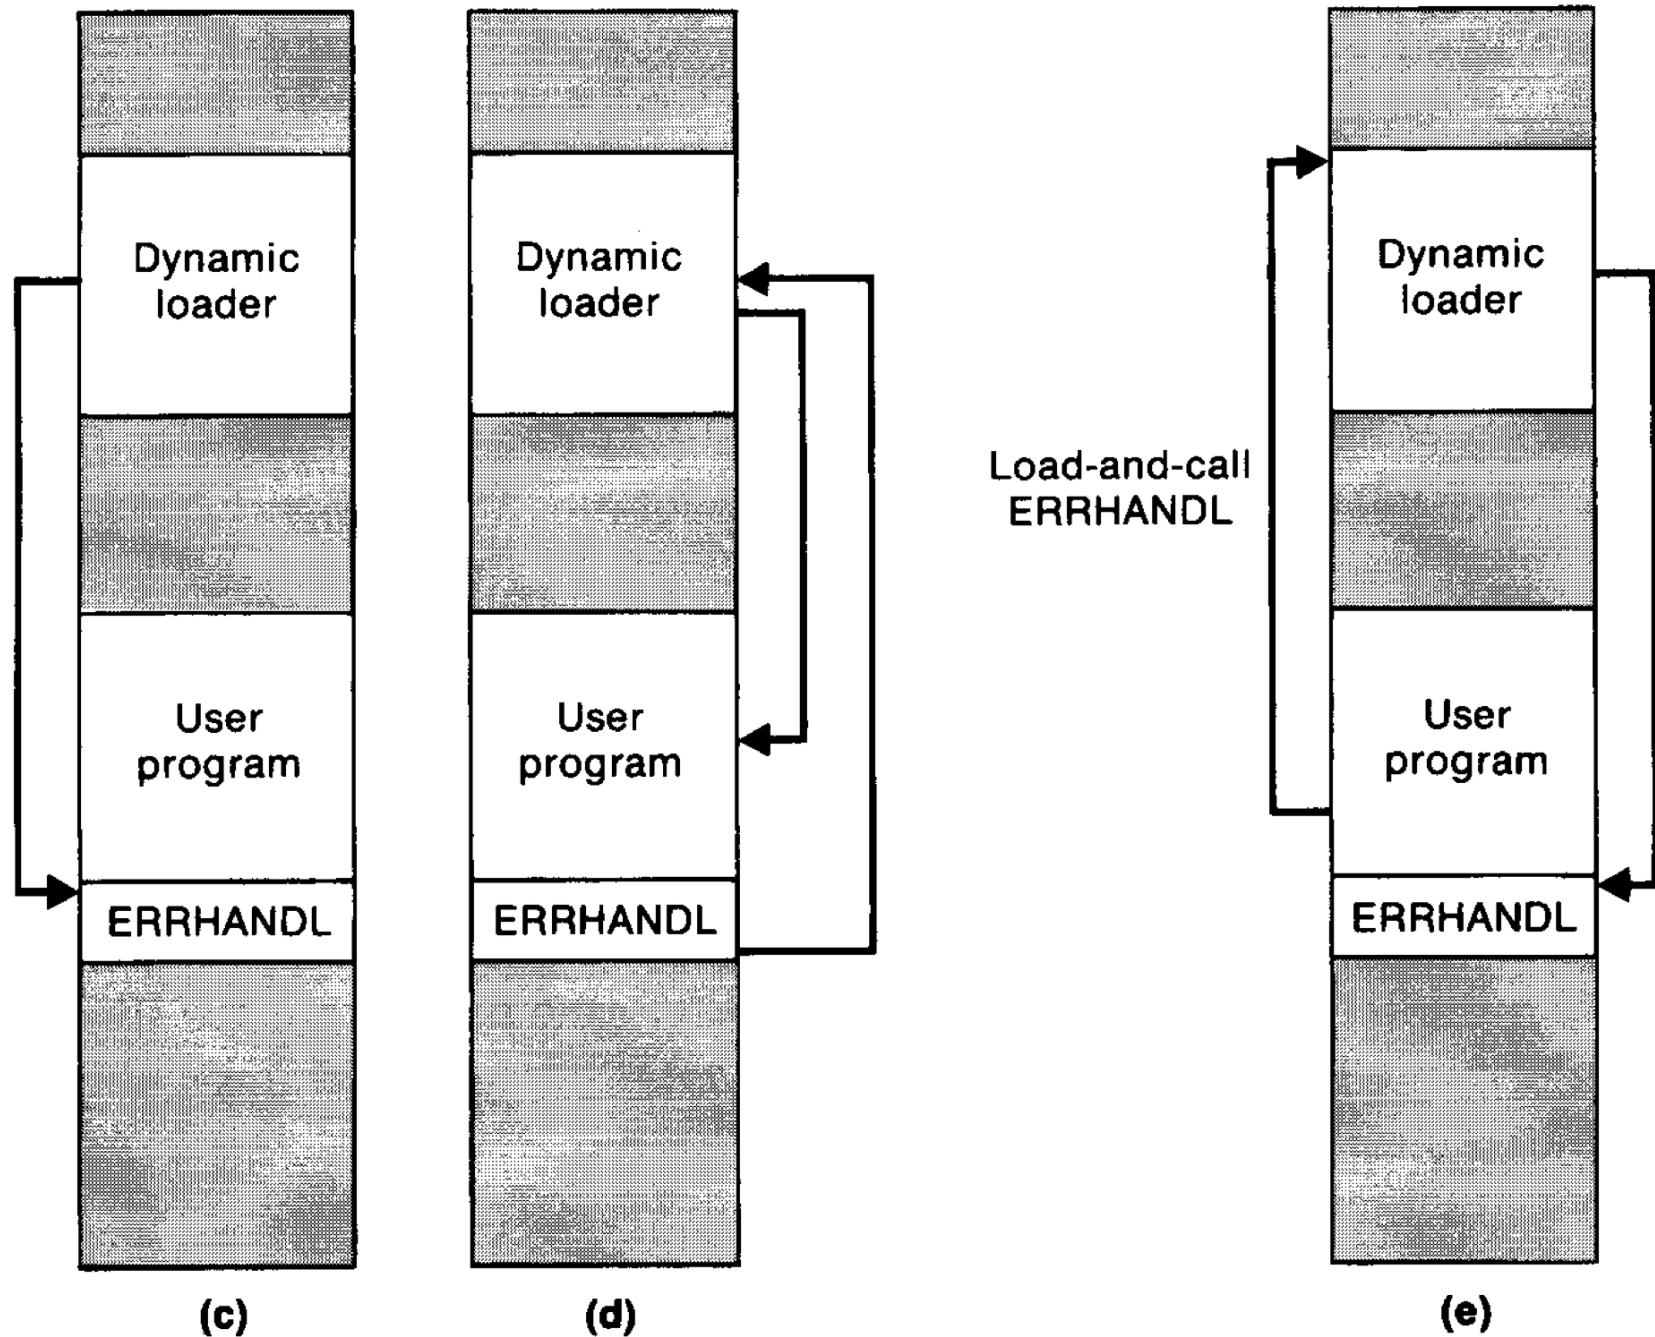 Dynamic
loader
User
program
ERRHANDL
(c)
Dynamic
loader
User
program
ERRHANDL
(d)
Load-and-call
ERRHANDL
Dynamic
loader
User
program
ERRHANDL
(e)